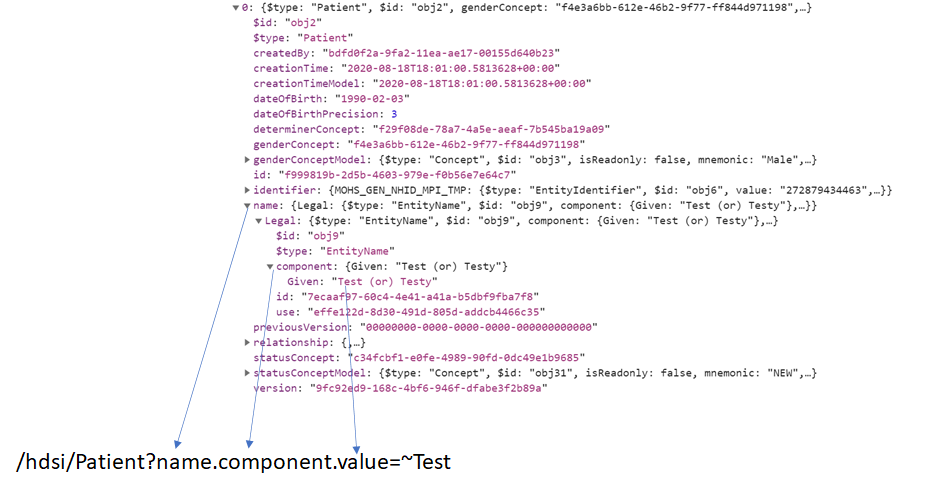 ▼0: {$type: "Patient", $id: "obj2", genderConcept: "f4e3a6bb-612e-46b2-9f77-ff844d971198",…}
$id: "obj2"
$type: "Patient"
createdBy: "bdfd0f2a-9fa2-11ea-ae17-00155d640b23"
creationTime: "2020-08-18T18:01:00.5813628+00:00"
creationTimeModel: "2020-08-18T18:01:00.5813628+00:00"
dateOfBirth: "1990-02-03"
dateOfBirthPrecision: 3
determinerConcept: "f29f08de-78a7-4a5e-aeaf-7b545ba19a09"
genderConcept: "f4e3a6bb-612e-46b2-9f77-ff844d971198"
▶genderConceptModel: {$type: "Concept", $id: "obj3", isReadonly: false, mnemonic: "Male",…}
id: "f999819b-2d5b-4603-979e-f0b56e7e64c7"
▶identifier: {MOHS_GEN_NHID_MPI_TMP: {$type: "EntityIdentifier", $id: "obj6", value: "272879434463",…}}
▼name: {Legal: {$type: "EntityName", $id: "obj9", component: {Given: "Test (or) Testy"},…}}
▼Legal: {$type: "EntityName", $id: "obj9", component: {Given: "Test (or) Testy"},…}
$id: "obj9"
$type: "EntityName"
▼component: {Given: "Test (or) Testy"}
Given: "Test (or) Testy"
id: "7ecaaf97-60c4-4e41-a41a-b5dbf9fba7f8"
use: "effe122d-8d30-491d-805d-addcb4466c35"
previousVersion: "00000000-0000-0000-0000-000000000000"
▶relationship: {,…}
statusConcept: "c34fcbf1-e0fe-4989-90fd-0dc49e1b9685"
▶statusConceptModel: {$type: "Concept", $id: "obj31", isReadonly: false, mnemonic: "NEW",…}
version: "9fc92ed9-168c-4bf6-946f-dfabe3f2b89a"
/hdsi/Patient?name.component.value=~Test